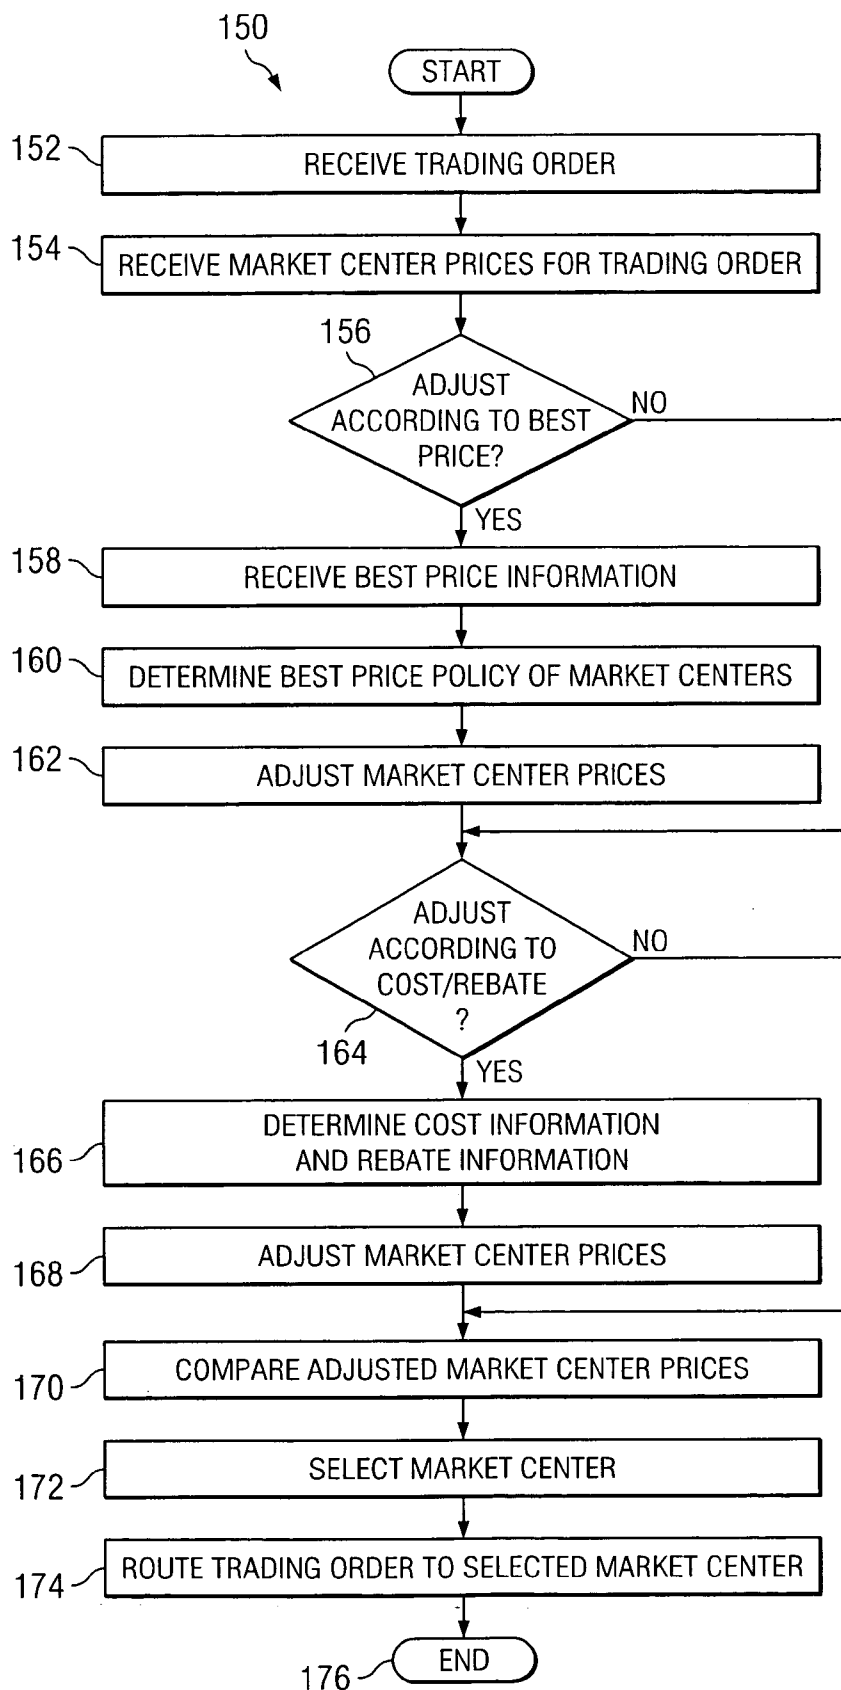 150
START
152
RECEIVE TRADING ORDER
154
RECEIVE MARKET CENTER PRICES FOR TRADING ORDER
156
ADJUST
ACCORDING TO BEST
PRICE?
NO
YES
158
RECEIVE BEST PRICE INFORMATION
160
DETERMINE BEST PRICE POLICY OF MARKET CENTERS
162
ADJUST MARKET CENTER PRICES
ADJUST
ACCORDING TO
COST/REBATE
?
NO
164
YES
DETERMINE COST INFORMATION
AND REBATE INFORMATION
166
ADJUST MARKET CENTER PRICES
168
COMPARE ADJUSTED MARKET CENTER PRICES
170
SELECT MARKET CENTER
172
ROUTE TRADING ORDER TO SELECTED MARKET CENTER
174
END
176